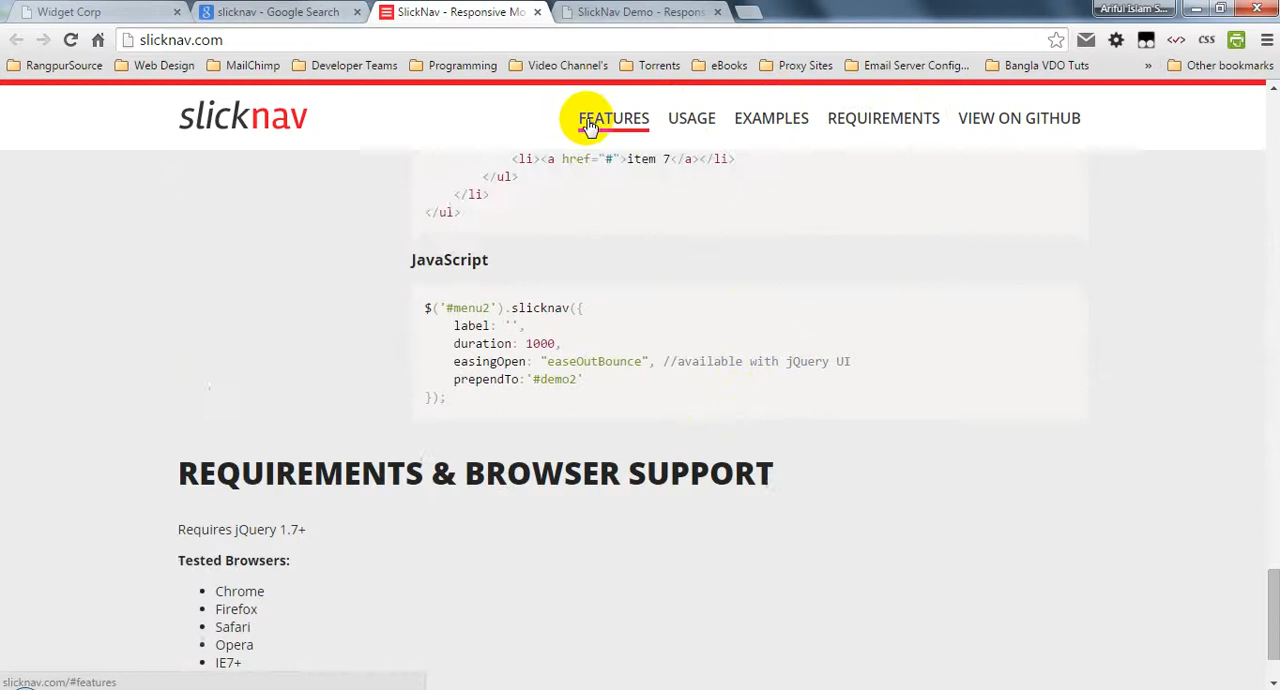 Widget Corp
slicknav - Google Search
SlickNav - Responsive Mo
SlickNav Demo - Respons
Ariful Islam S...
slicknav.com
css
RangpurSource
Web Design
MailChimp
Developer Teams
Programming
Video Channel's
Torrents
eBooks
Proxy Sites
Email Server Config...
Bangla VDO Tuts
»
Other bookmarks
slicknav
FEATURES
USAGE
EXAMPLES
REQUIREMENTS
VIEW ON GITHUB
<li><a href="#">item 7</a></li>
</ul>
</li>
</ul>
JavaScript
$('#menu2').slicknav({
label: '',
duration: 1000,
easingOpen: "easeOutBounce", //available with jQuery UI
prependTo:'#demo2'
});
REQUIREMENTS & BROWSER SUPPORT
Requires jQuery 1.7+
Tested Browsers:
• Chrome
• Firefox
• Safari
• Opera
• IE7+
slicknav.com/#features